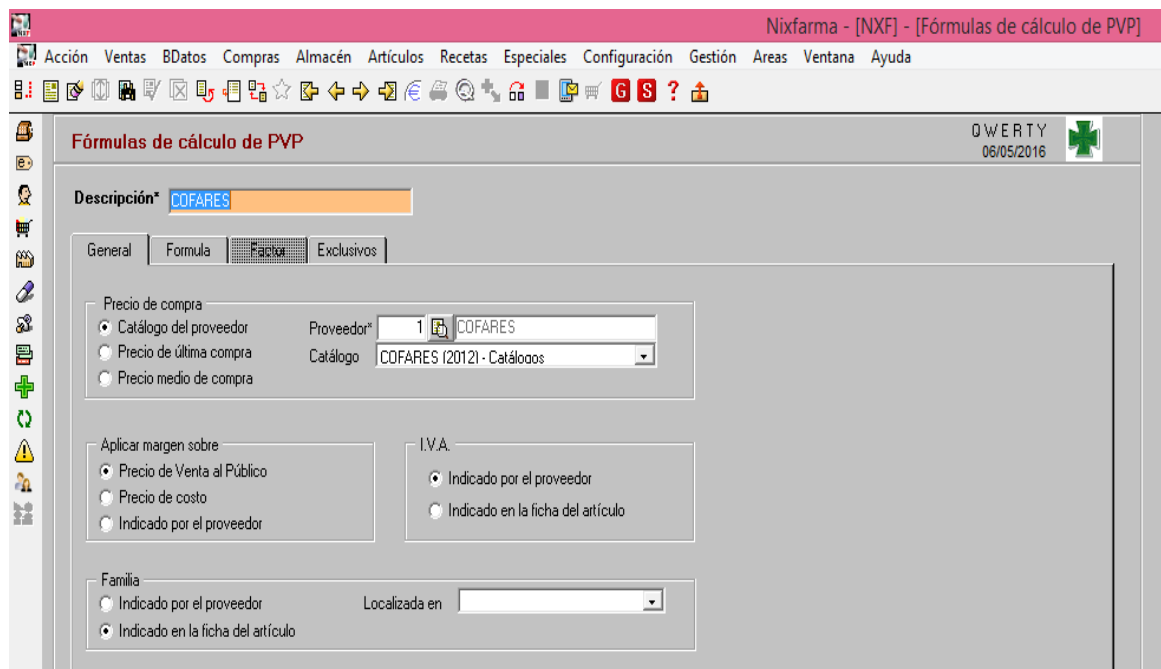 Nixfarma - [NXF] - [Fórmulas de cálculo de PVP]
Acción Ventas BDatos Compras Almacén Artículos Recetas Especiales Configuración Gestión Areas Ventana Ayuda
G S ?
Fórmulas de cálculo de PVP
QWERTY
06/05/2016
Descripción* COFARES
General Formula Factor Exclusivos
Precio de compra
Catálogo del proveedor Proveedor* 1 COFARES
Precio de última compra Catálogo COFARES (2012) - Catálogos
Precio medio de compra
Aplicar margen sobre I.V.A.
Precio de Venta al Público
Indicado por el proveedor
Precio de costo
Indicado en la ficha del artículo
Indicado por el proveedor
Familia
Indicado por el proveedor Localizada en
Indicado en la ficha del artículo